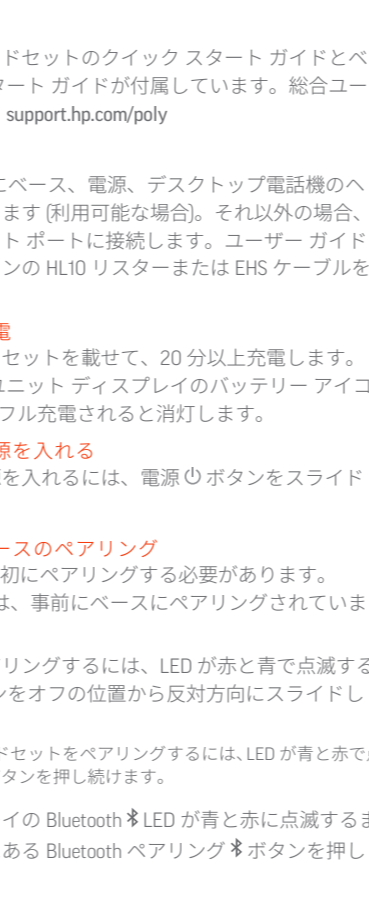 ドセットのクイック スタート ガイドとベ
タート ガイドが付属しています。総合ユー
support.hp.com/poly
にベース、電源、デスクトップ電話機のヘ
ます (利用可能な場合)。それ以外の場合、
ット ポートに接続します。ユーザー ガイド
ンの HL10 リスターまたは EHS ケーブルを
電
セットを載せて、20 分以上充電します。
ユニット ディスプレイのバッテリー アイコ
フル充電されると消灯します。
源を入れる
を入れるには、電源 ⏻ ボタンをスライド
ースのペアリング
初にペアリングする必要があります。
は、事前にベースにペアリングされていま
リングするには、LED が赤と青で点滅する
ンをオフの位置から反対方向にスライドし
ドセットをペアリングするには、LED が青と赤で点
タンを押し続けます。
イの Bluetooth LED が青と赤に点滅するま
ある Bluetooth ペアリング ボタンを押し